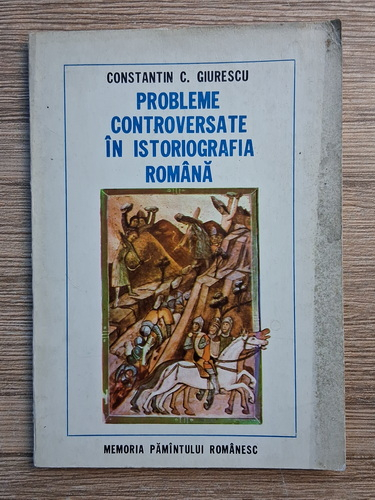 CONSTANTIN C. GIURESCU
PROBLEME
CONTROVERSATE
ÎN ISTORIOGRAFIA
ROMÂNĂ
MEMORIA PĂMÎNTULUI ROMÂNESC